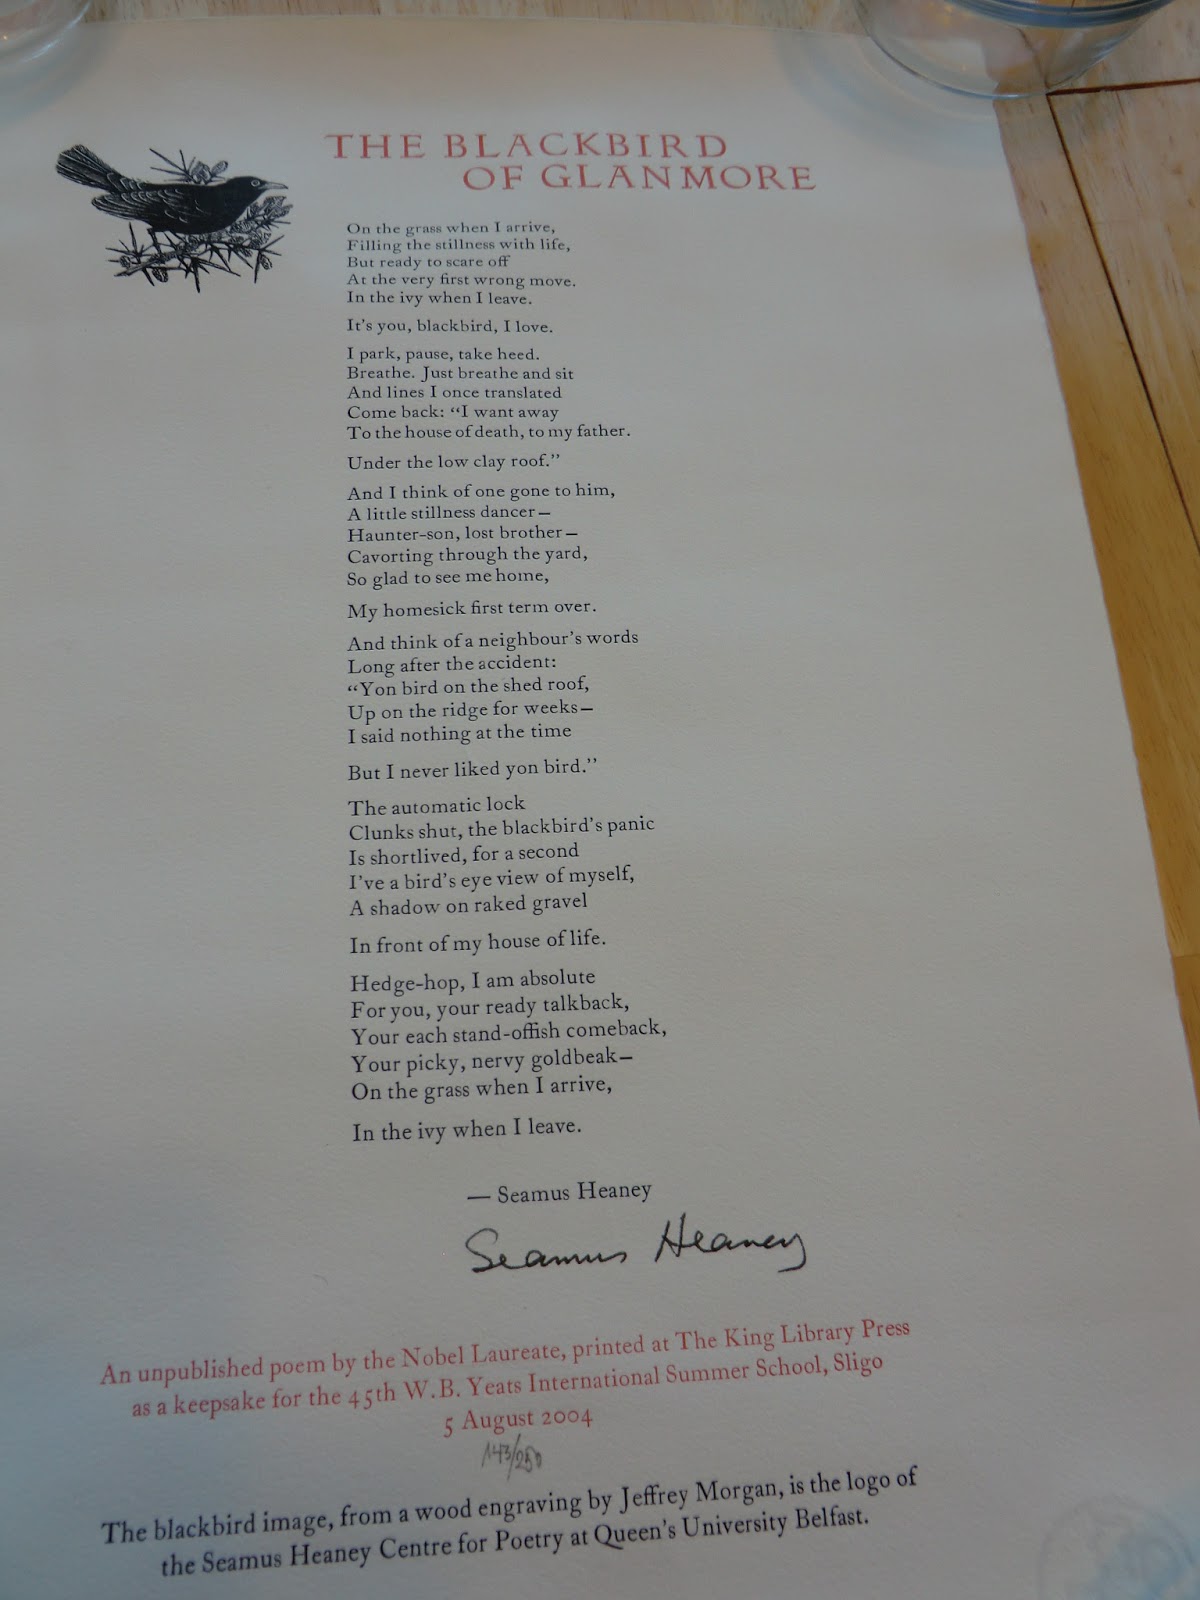 THE BLACKBIRD
OF GLANMORE
On the grass when I arrive,
Filling the stillness with life,
But ready to scare off
At the very first wrong move.
In the ivy when I leave.
It's you, blackbird, I love.
I park, pause, take heed.
Breathe. Just breathe and sit
And lines I once translated
Come back: “I want away
To the house of death, to my father.
Under the low clay roof.”
And I think of one gone to him,
A little stillness dancer—
Haunter-son, lost brother—
Cavorting through the yard,
So glad to see me home,
My homesick first term over.
And think of a neighbour's words
Long after the accident:
“Yon bird on the shed roof,
Up on the ridge for weeks—
I said nothing at the time
But I never liked yon bird.”
The automatic lock
Clunks shut, the blackbird's panic
Is shortlived, for a second
I've a bird's eye view of myself,
A shadow on raked gravel
In front of my house of life.
Hedge-hop, I am absolute
For you, your ready talkback,
Your each stand-offish comeback,
Your picky, nervy goldbeak—
On the grass when I arrive,
In the ivy when I leave.
— Seamus Heaney
Seamus Heaney
An unpublished poem by the Nobel Laureate, printed at The King Library Press
as a keepsake for the 45th W.B. Yeats International Summer School, Sligo
5 August 2004
143/250
The blackbird image, from a wood engraving by Jeffrey Morgan, is the logo of
the Seamus Heaney Centre for Poetry at Queen's University Belfast.